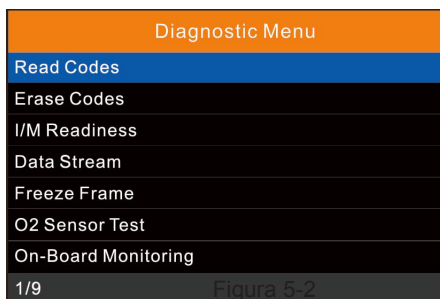 Diagnostic Menu
Read Codes
Erase Codes
I/M Readiness
Data Stream
Freeze Frame
O2 Sensor Test
On-Board Monitoring
1/9 Figura 5-2